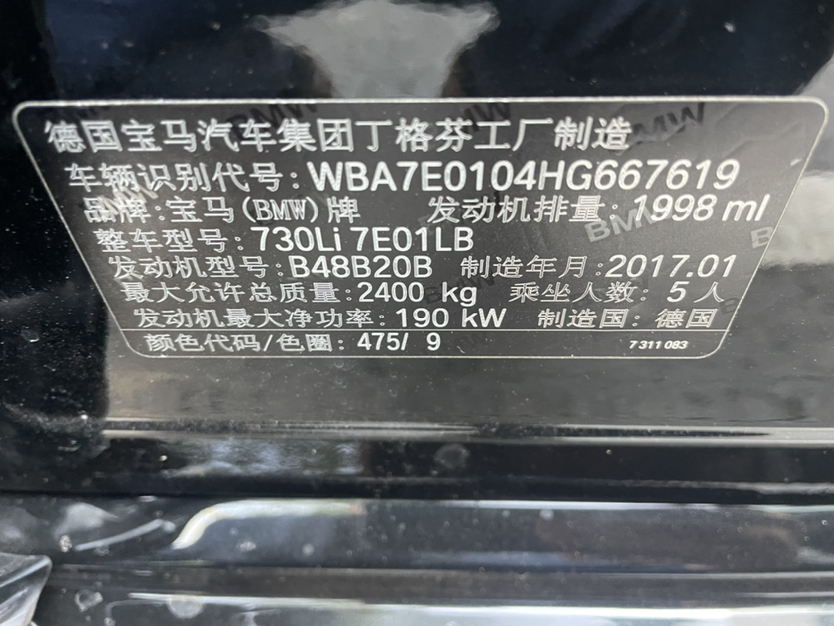 德国宝马汽车集团丁格芬工厂制造
车辆识别代号:WBA7E0104HG667619
品牌:宝马(BMW)牌 发动机排量:1998 ml
整车型号:730Li 7E01LB
发动机型号:B48B20B 制造年月:2017.01
最大允许总质量:2400 kg 乘坐人数:5人
发动机最大净功率:190 kW 制造国:德国
颜色代码/色圈: 475/ 9 7 311 083